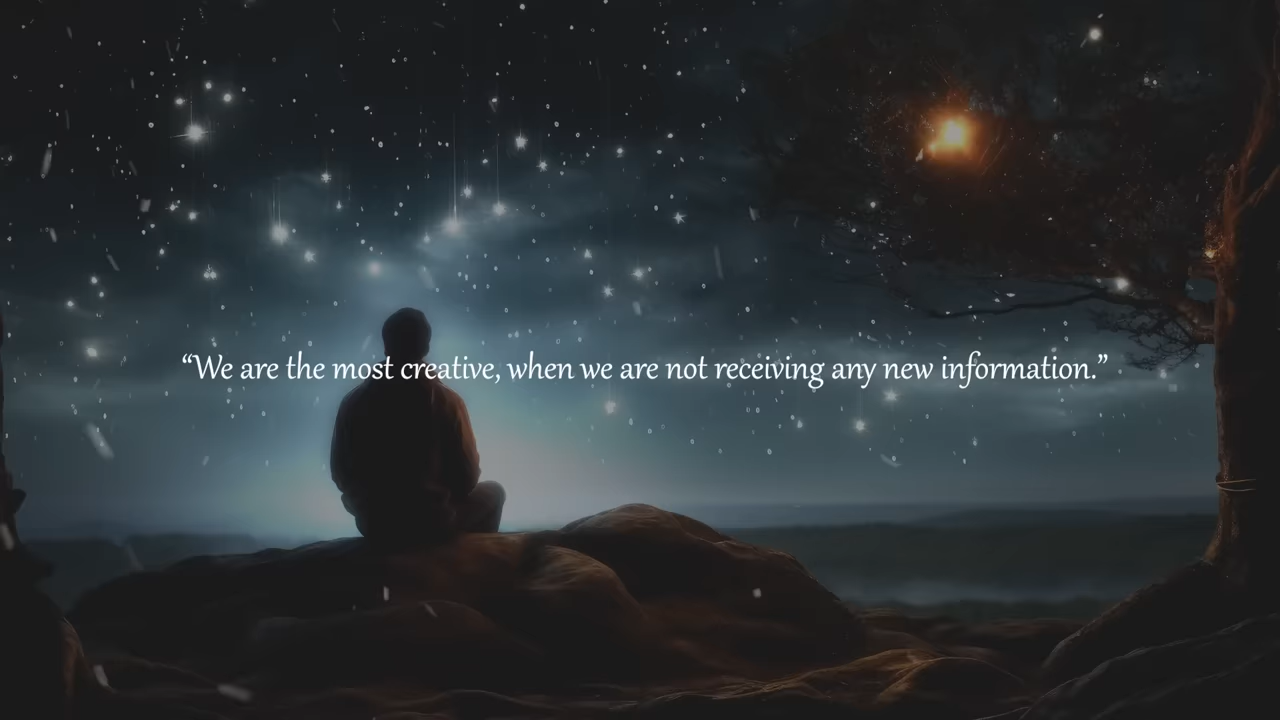 “We are the most creative, when we are not receiving any new information.”